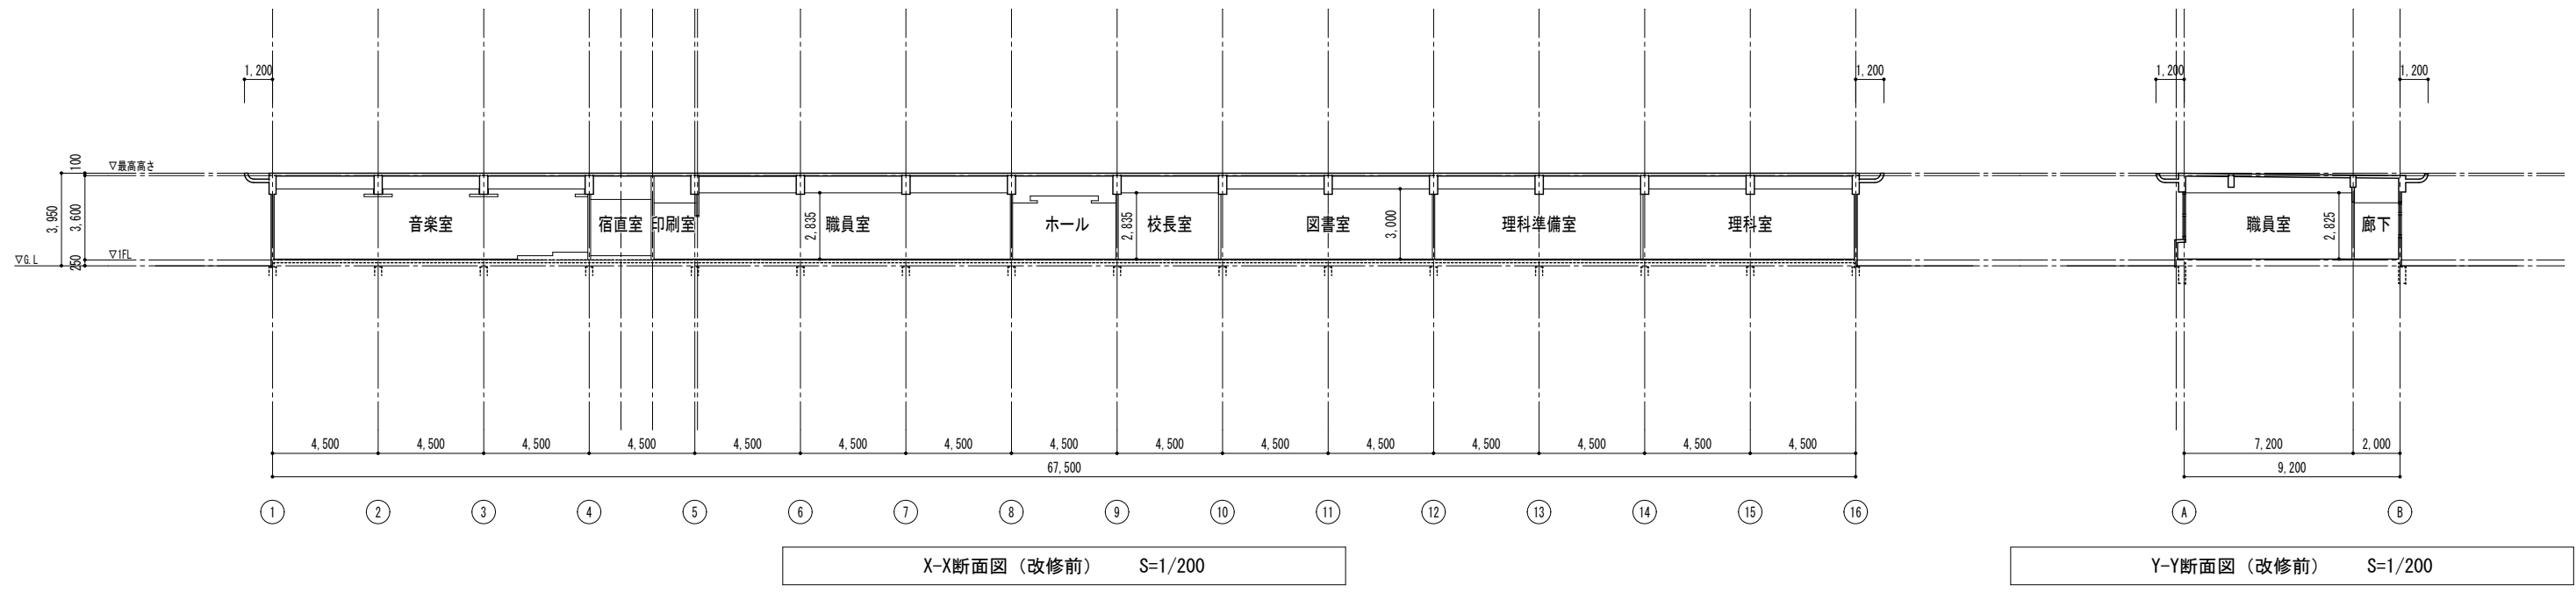 1,200
1,200
1,200
1,200
100
▽最高高さ
3,950
3,600
▽1FL
▽G.L
250
音楽室
宿直室
印刷室
職員室
2,835
ホール
2,835
校長室
図書室
3,000
理科準備室
理科室
職員室
2,825
廊下
4,500 4,500 4,500 4,500 4,500 4,500 4,500 4,500 4,500 4,500 4,500 4,500 4,500 4,500 4,500
67,500
7,200 2,000
9,200
1 2 3 4 5 6 7 8 9 10 11 12 13 14 15 16
A B
X-X断面図（改修前） S=1/200
Y-Y断面図（改修前） S=1/200